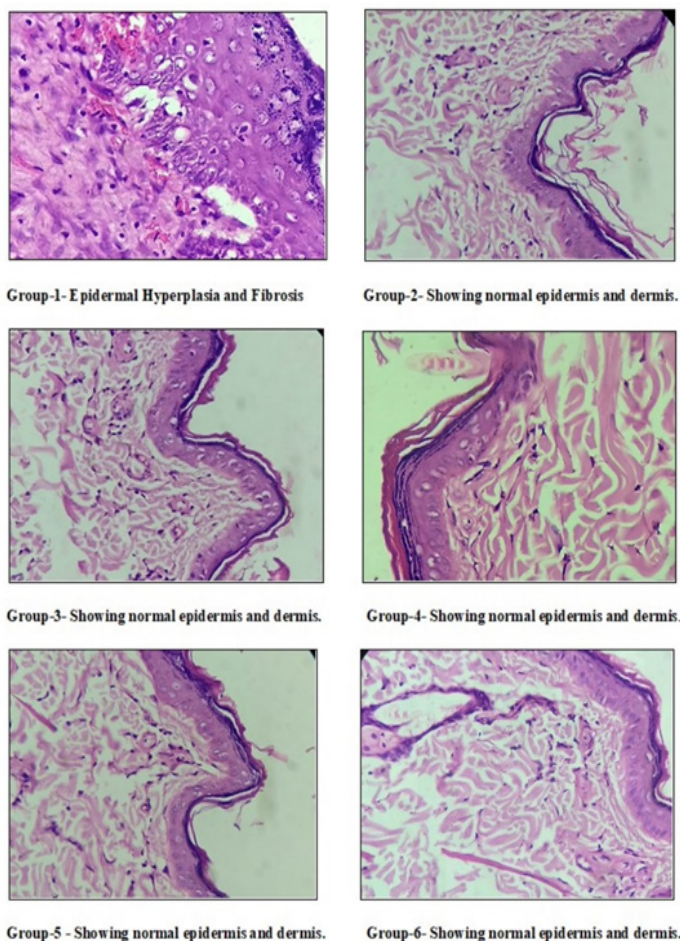 Group-1- Epidermal Hyperplasia and Fibrosis
Group-2- Showing normal epidermis and dermis.
Group-3- Showing normal epidermis and dermis.
Group-4- Showing normal epidermis and dermis.
Group-5 - Showing normal epidermis and dermis.
Group-6- Showing normal epidermis and dermis.